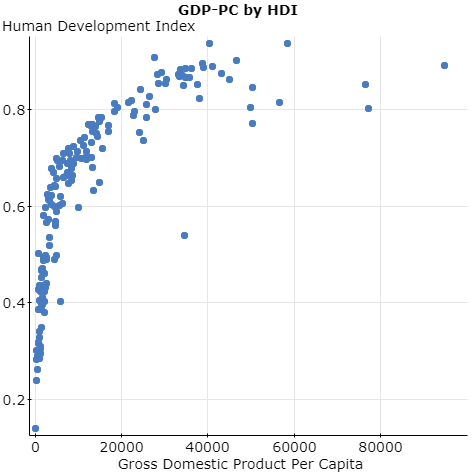 GDP-PC by HDI
Human Development Index
0.8
0.6
0.4
0.2
0 20000 40000 60000 80000
Gross Domestic Product Per Capita